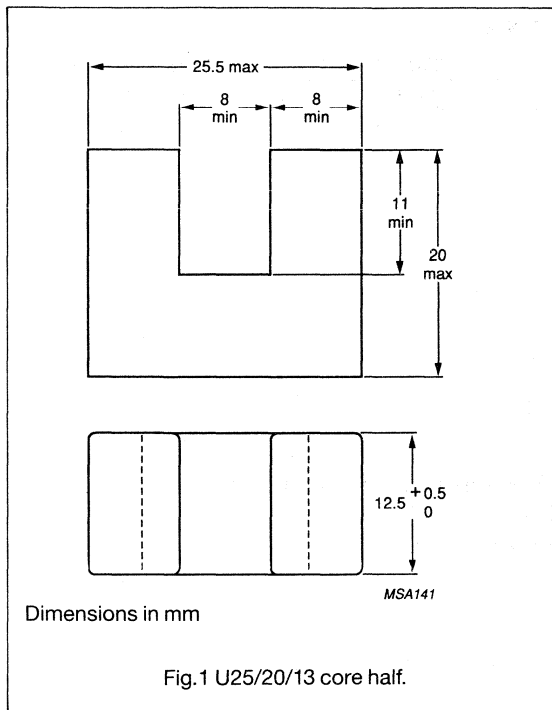 25.5 max
8
min
8
min
11
min
20
max
12.5 +0.5
0
MSA141
Dimensions in mm
Fig.1 U25/20/13 core half.